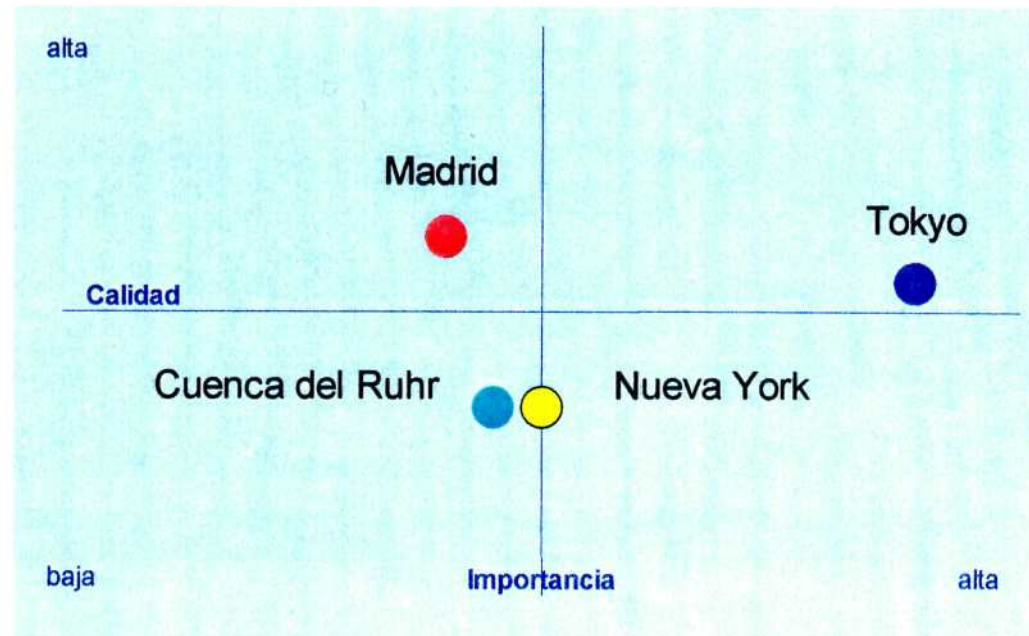 alta
Madrid
Tokyo
Calidad
Cuenca del Ruhr
Nueva York
baja
Importancia
alta